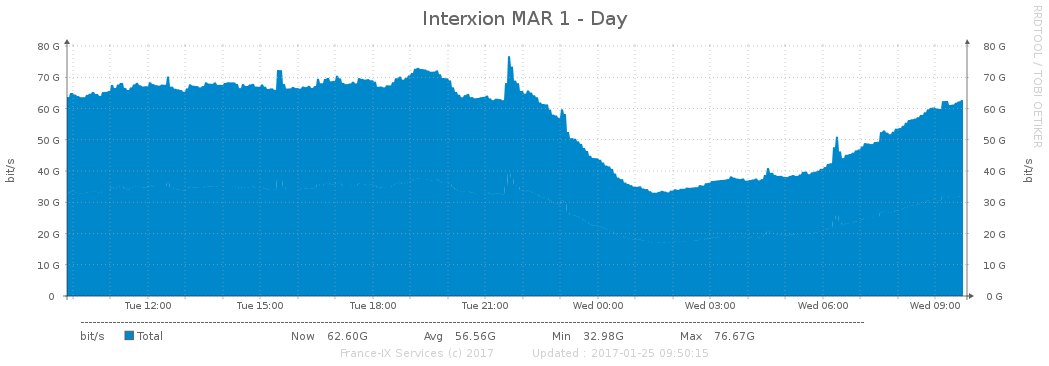 Interxion MAR 1 - Day
RRDTOOL / TOBI OETIKER
80 G 80 G
70 G 70 G
60 G 60 G
50 G 50 G
40 G 40 G
30 G 30 G
20 G 20 G
10 G 10 G
0 0 G
bit/s bit/s
Tue 12:00 Tue 15:00 Tue 18:00 Tue 21:00 Wed 00:00 Wed 03:00 Wed 06:00 Wed 09:00
bit/s Total Now 62.60G Avg 56.56G Min 32.98G Max 76.67G
France-IX Services (c) 2017 Updated : 2017-01-25 09:50:15